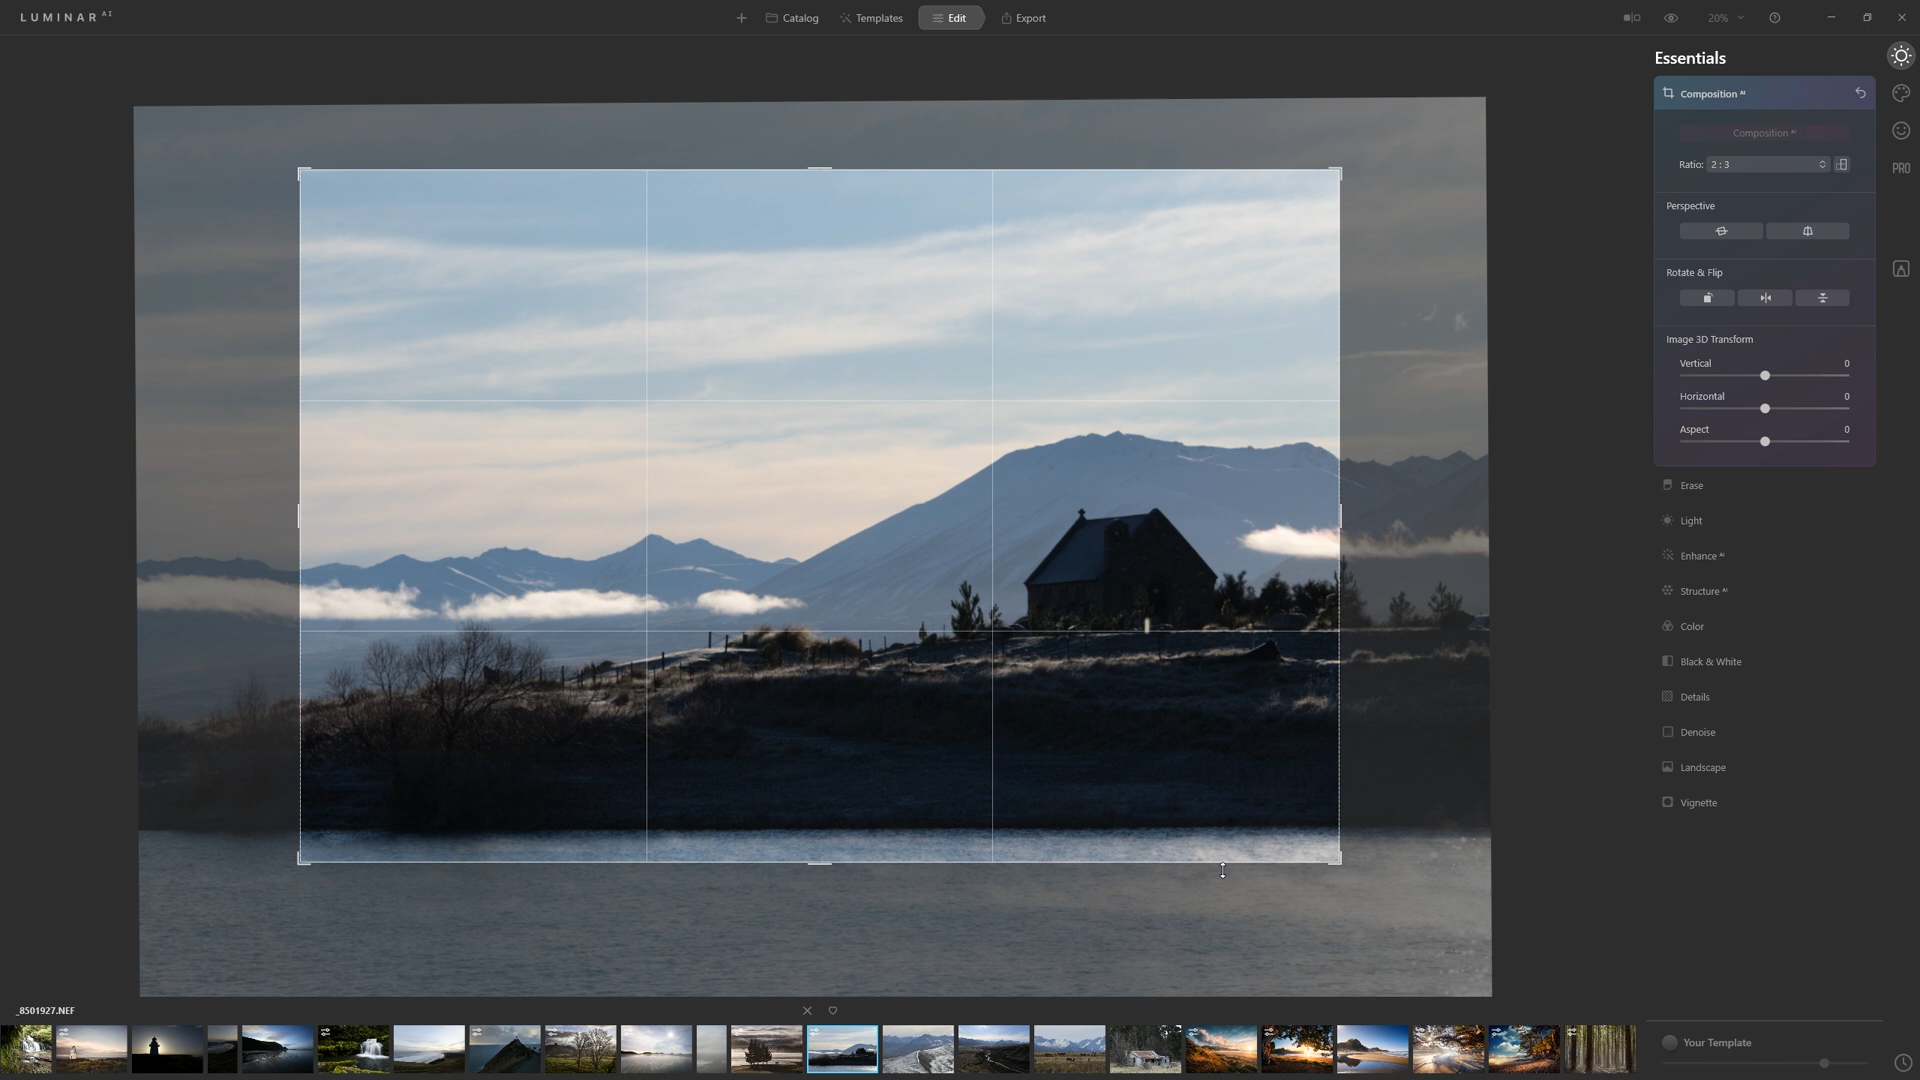 LUMINAR AI
Catalog
Templates
Edit
Export
20%
Essentials
Composition AI
Composition AI
Ratio: 2 : 3
Perspective
Rotate & Flip
Image 3D Transform
Vertical 0
Horizontal 0
Aspect 0
Erase
Light
Enhance AI
Structure AI
Color
Black & White
Details
Denoise
Landscape
Vignette
PRO
_8501927.NEF
Your Template